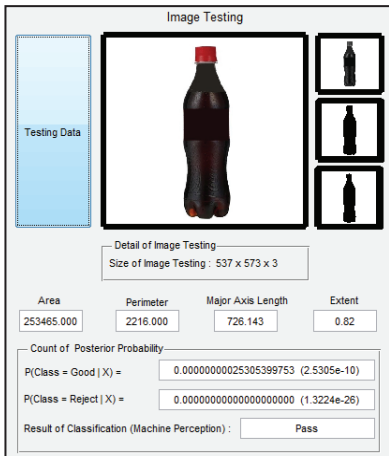 Image Testing
Testing Data
Detail of Image Testing
Size of Image Testing : 537 x 573 x 3
Area Perimeter Major Axis Length Extent
253465.000 2216.000 726.143 0.82
Count of Posterior Probability
P(Class = Good | X) = 0.00000000025305399753 (2.5305e-10)
P(Class = Reject | X) = 0.00000000000000000000 (1.3224e-26)
Result of Classification (Machine Perception) : Pass